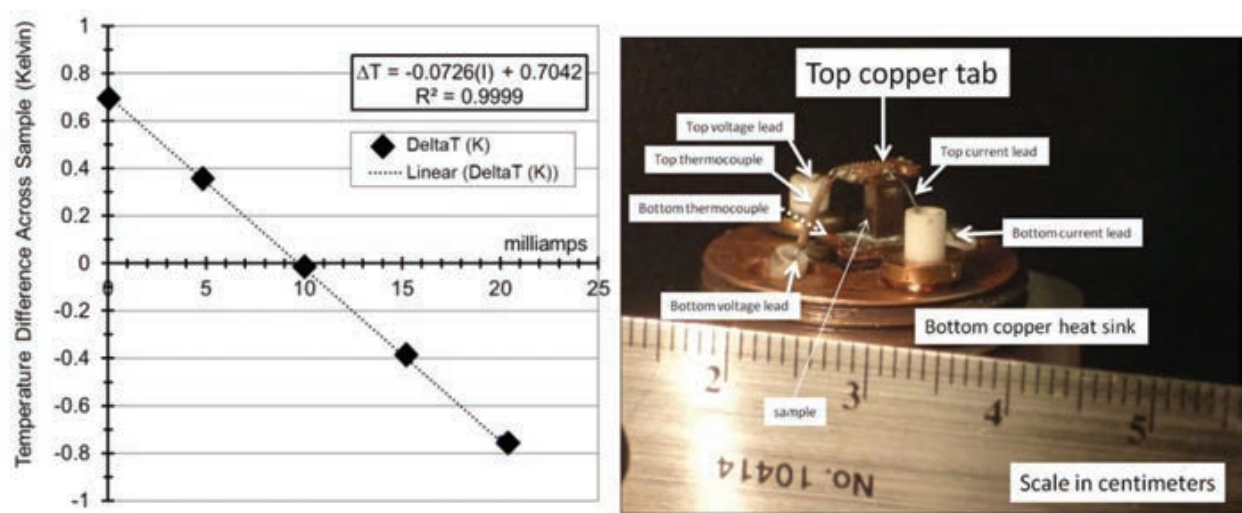 Temperature Difference Across Sample (Kelvin)
1
0.8
0.6
0.4
0.2
0
-0.2
-0.4
-0.6
-0.8
-1
ΔT = -0.0726(I) + 0.7042
R² = 0.9999
DeltaT (K)
Linear (DeltaT (K))
milliamps
0 5 10 15 20 25
Top copper tab
Top voltage lead
Top thermocouple
Top current lead
Bottom thermocouple
Bottom current lead
Bottom voltage lead
Bottom copper heat sink
2 3 4 5
sample
No. 10414
Scale in centimeters